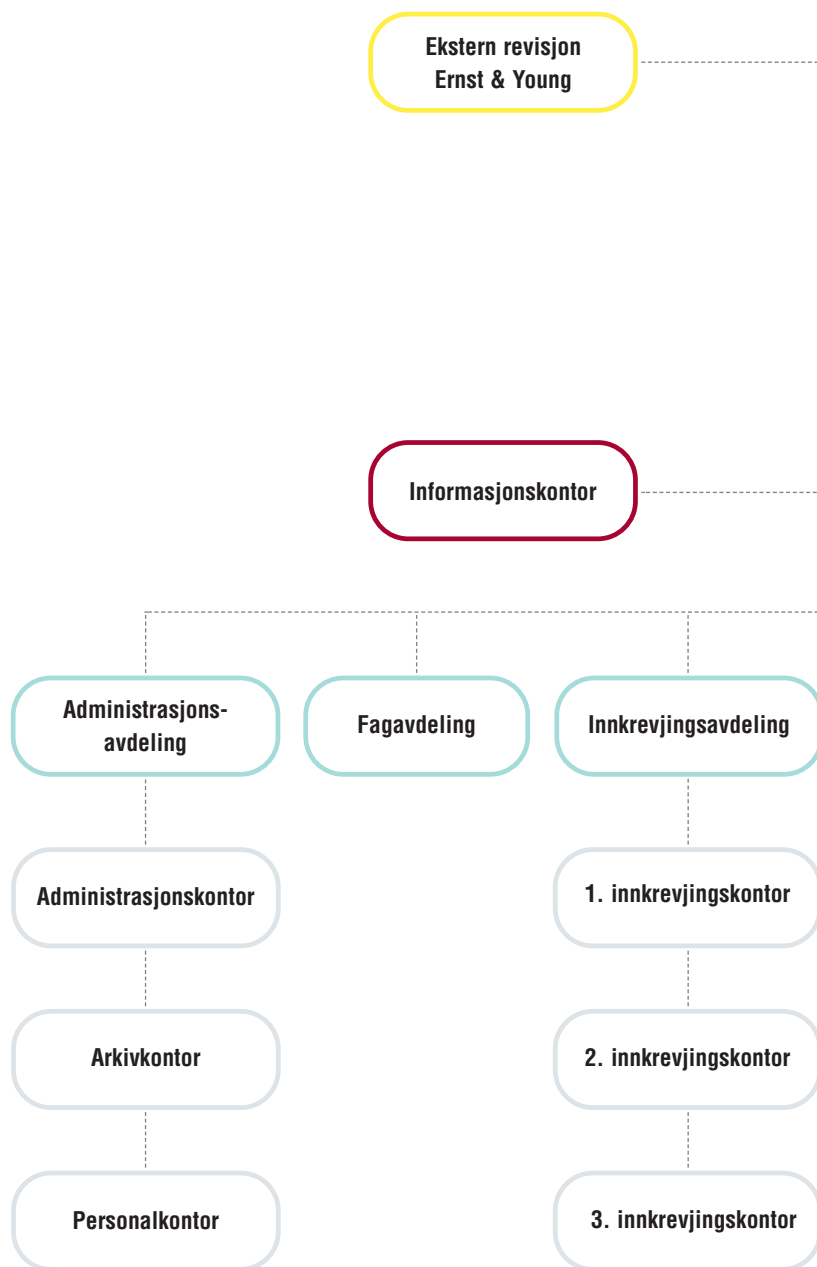 Ekstern revisjon
Ernst & Young
Informasjonskontor
Administrasjons-
avdeling
Fagavdeling
Innkrevjingsavdeling
Administrasjonskontor
1. innkrevjingskontor
Arkivkontor
2. innkrevjingskontor
Personalkontor
3. innkrevjingskontor